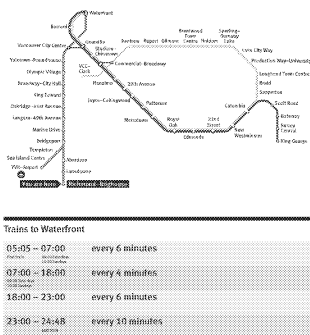 Waterfront
Burrard
Granville
Stadium-
Chinatown
Vancouver City Centre
VCC-
Clark
Commercial-Broadway
Renfrew
Rupert
Gilmore
Brentwood
Town
Centre
Holdom
Sperling-
Burnaby
Lake
Lake City Way
Production Way-University
Lougheed Town Centre
Braid
Sapperton
Columbia
Scott Road
Gateway
Surrey
Central
King George
New
Westminster
22nd
Street
Edmonds
Royal
Oak
Metrotown
Patterson
Joyce-Collingwood
29th Avenue
Nanaimo
Olympic Village
Broadway-City Hall
King Edward
Oakridge-41st Avenue
Langara-49th Avenue
Marine Drive
Bridgeport
Templeton
Sea Island Centre
YVR-Airport
Aberdeen
Lansdowne
You are here
Richmond-Brighouse
Trains to Waterfront
05:05 – 07:00 every 6 minutes
07:00 – 18:00 every 4 minutes
18:00 – 23:00 every 6 minutes
23:00 – 24:48 every 10 minutes